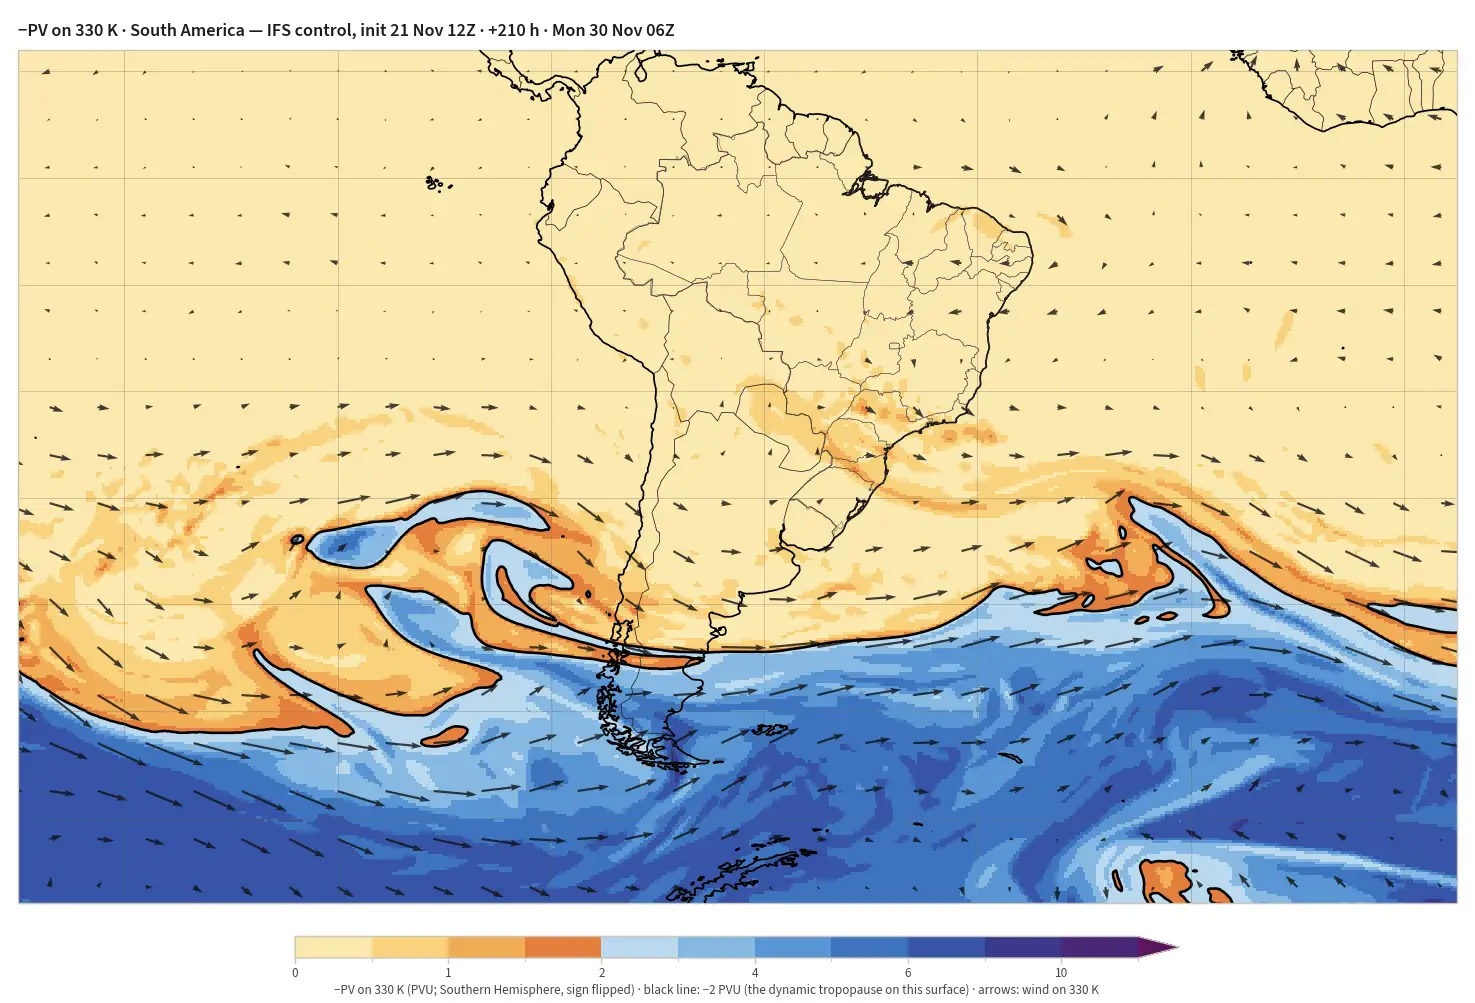 −PV on 330 K · South America — IFS control, init 21 Nov 12Z · +210 h · Mon 30 Nov 06Z
0 1 2 4 6 10
−PV on 330 K (PVU; Southern Hemisphere, sign flipped) · black line: −2 PVU (the dynamic tropopause on this surface) · arrows: wind on 330 K